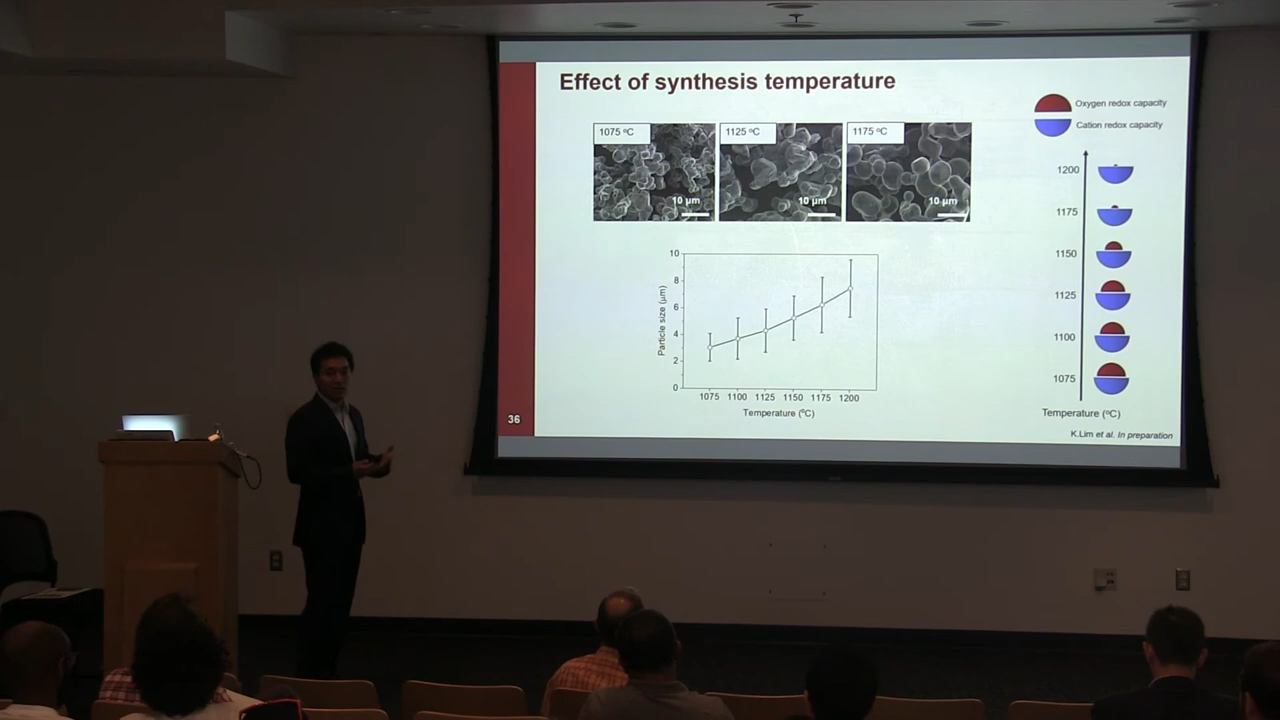 Effect of synthesis temperature
1075 ºC
1125 ºC
1175 ºC
10 µm
10 µm
10 µm
10
8
6
4
2
0
Particle size (µm)
1075 1100 1125 1150 1175 1200
Temperature (ºC)
Oxygen redox capacity
Cation redox capacity
1200
1175
1150
1125
1100
1075
Temperature (ºC)
K.Lim et al. In preparation
36